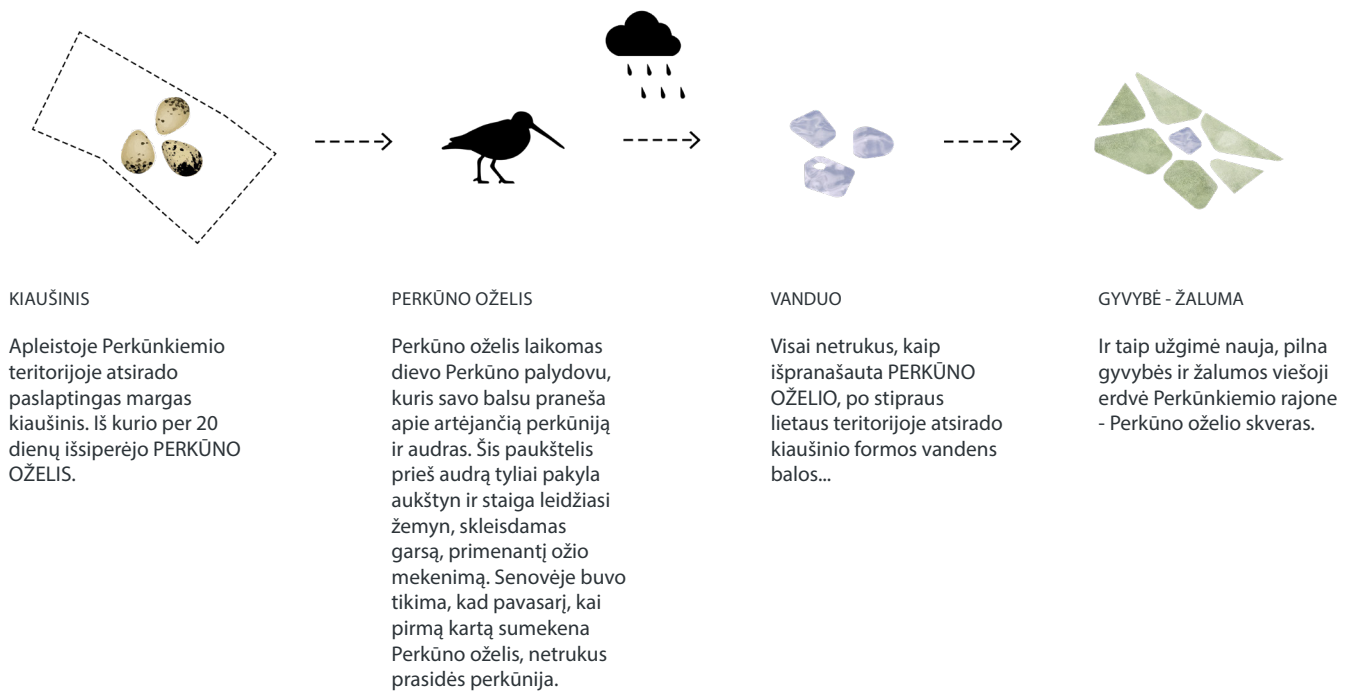 KIAUŠINIS
Apleistoje Perkūnkiemio
teritorijoje atsirado
paslaptingas margas
kiaušinis. Iš kurio per 20
dienų išsiperėjo PERKŪNO
OŽELIS.
PERKŪNO OŽELIS
Perkūno oželis laikomas
dievo Perkūno palydovu,
kuris savo balsu praneša
apie artėjančią perkūniją
ir audras. Šis paukštelis
prieš audrą tyliai pakyla
aukštyn ir staiga leidžiasi
žemyn, skleisdamas
garsą, primenantį ožio
mekenimą. Senovėje buvo
tikima, kad pavasarį, kai
pirmą kartą sumekena
Perkūno oželis, netrukus
prasidės perkūnija.
VANDUO
Visai netrukus, kaip
išpranašauta PERKŪNO
OŽELIO, po stipraus
lietaus teritorijoje atsirado
kiaušinio formos vandens
balos...
GYVYBĖ - ŽALUMA
Ir taip užgimė nauja, pilna
gyvybės ir žalumos viešoji
erdvė Perkūnkiemio rajone
- Perkūno oželio skveras.